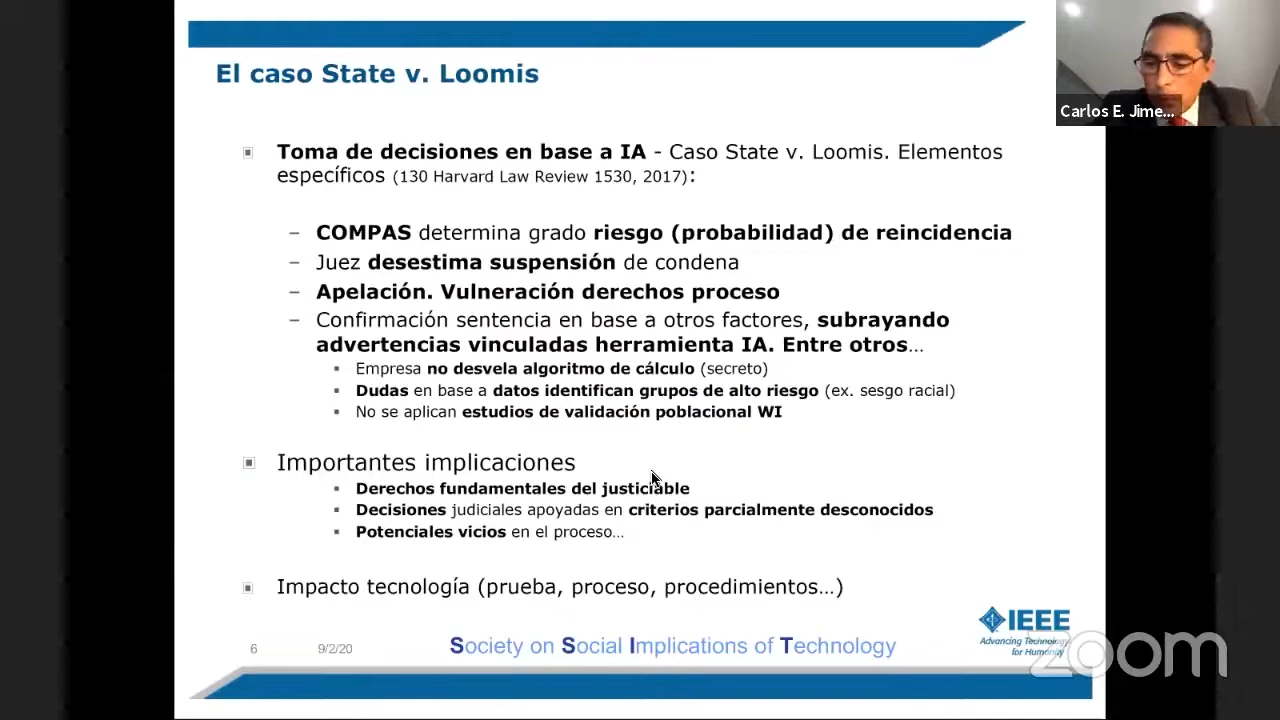 El caso State v. Loomis
Carlos E. Jime...
Toma de decisiones en base a IA - Caso State v. Loomis. Elementos
específicos (130 Harvard Law Review 1530, 2017):
– COMPAS determina grado riesgo (probabilidad) de reincidencia
– Juez desestima suspensión de condena
– Apelación. Vulneración derechos proceso
– Confirmación sentencia en base a otros factores, subrayando
advertencias vinculadas herramienta IA. Entre otros…
Empresa no desvela algoritmo de cálculo (secreto)
Dudas en base a datos identifican grupos de alto riesgo (ex. sesgo racial)
No se aplican estudios de validación poblacional WI
Importantes implicaciones
Derechos fundamentales del justiciable
Decisiones judiciales apoyadas en criterios parcialmente desconocidos
Potenciales vicios en el proceso…
Impacto tecnología (prueba, proceso, procedimientos…)
IEEE
Advancing Technology
for Humanity
6 9/2/20 Society on Social Implications of Technology
zoom